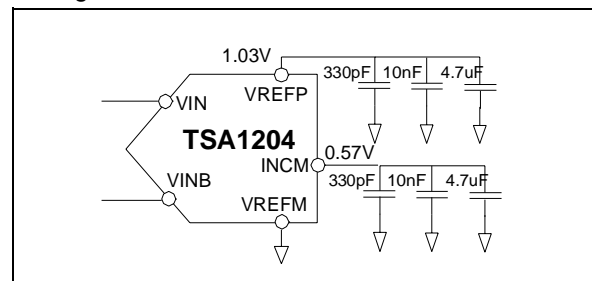 1.03V
330pF 10nF 4.7uF
VIN
VREFP
TSA1204
0.57V
INCM
330pF 10nF 4.7uF
VINB
VREFM